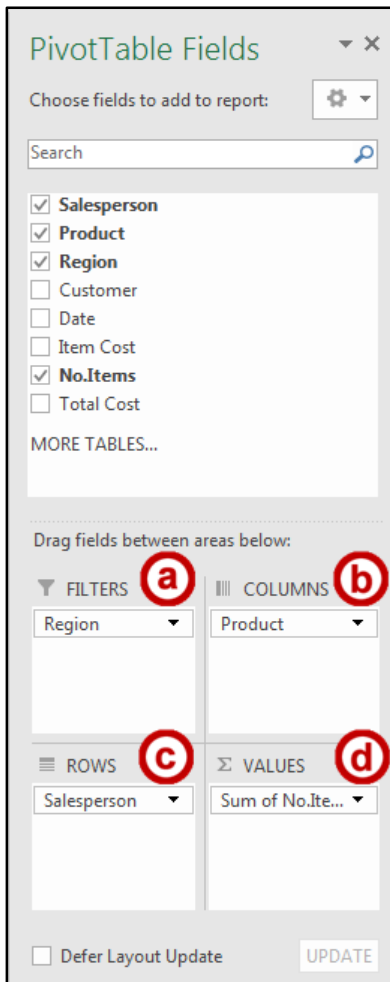 PivotTable Fields
Choose fields to add to report:
Search
Salesperson
Product
Region
Customer
Date
Item Cost
No.Items
Total Cost
MORE TABLES...
Drag fields between areas below:
FILTERS a
COLUMNS b
Region
Product
ROWS c
VALUES d
Salesperson
Sum of No.Ite...
Defer Layout Update
UPDATE